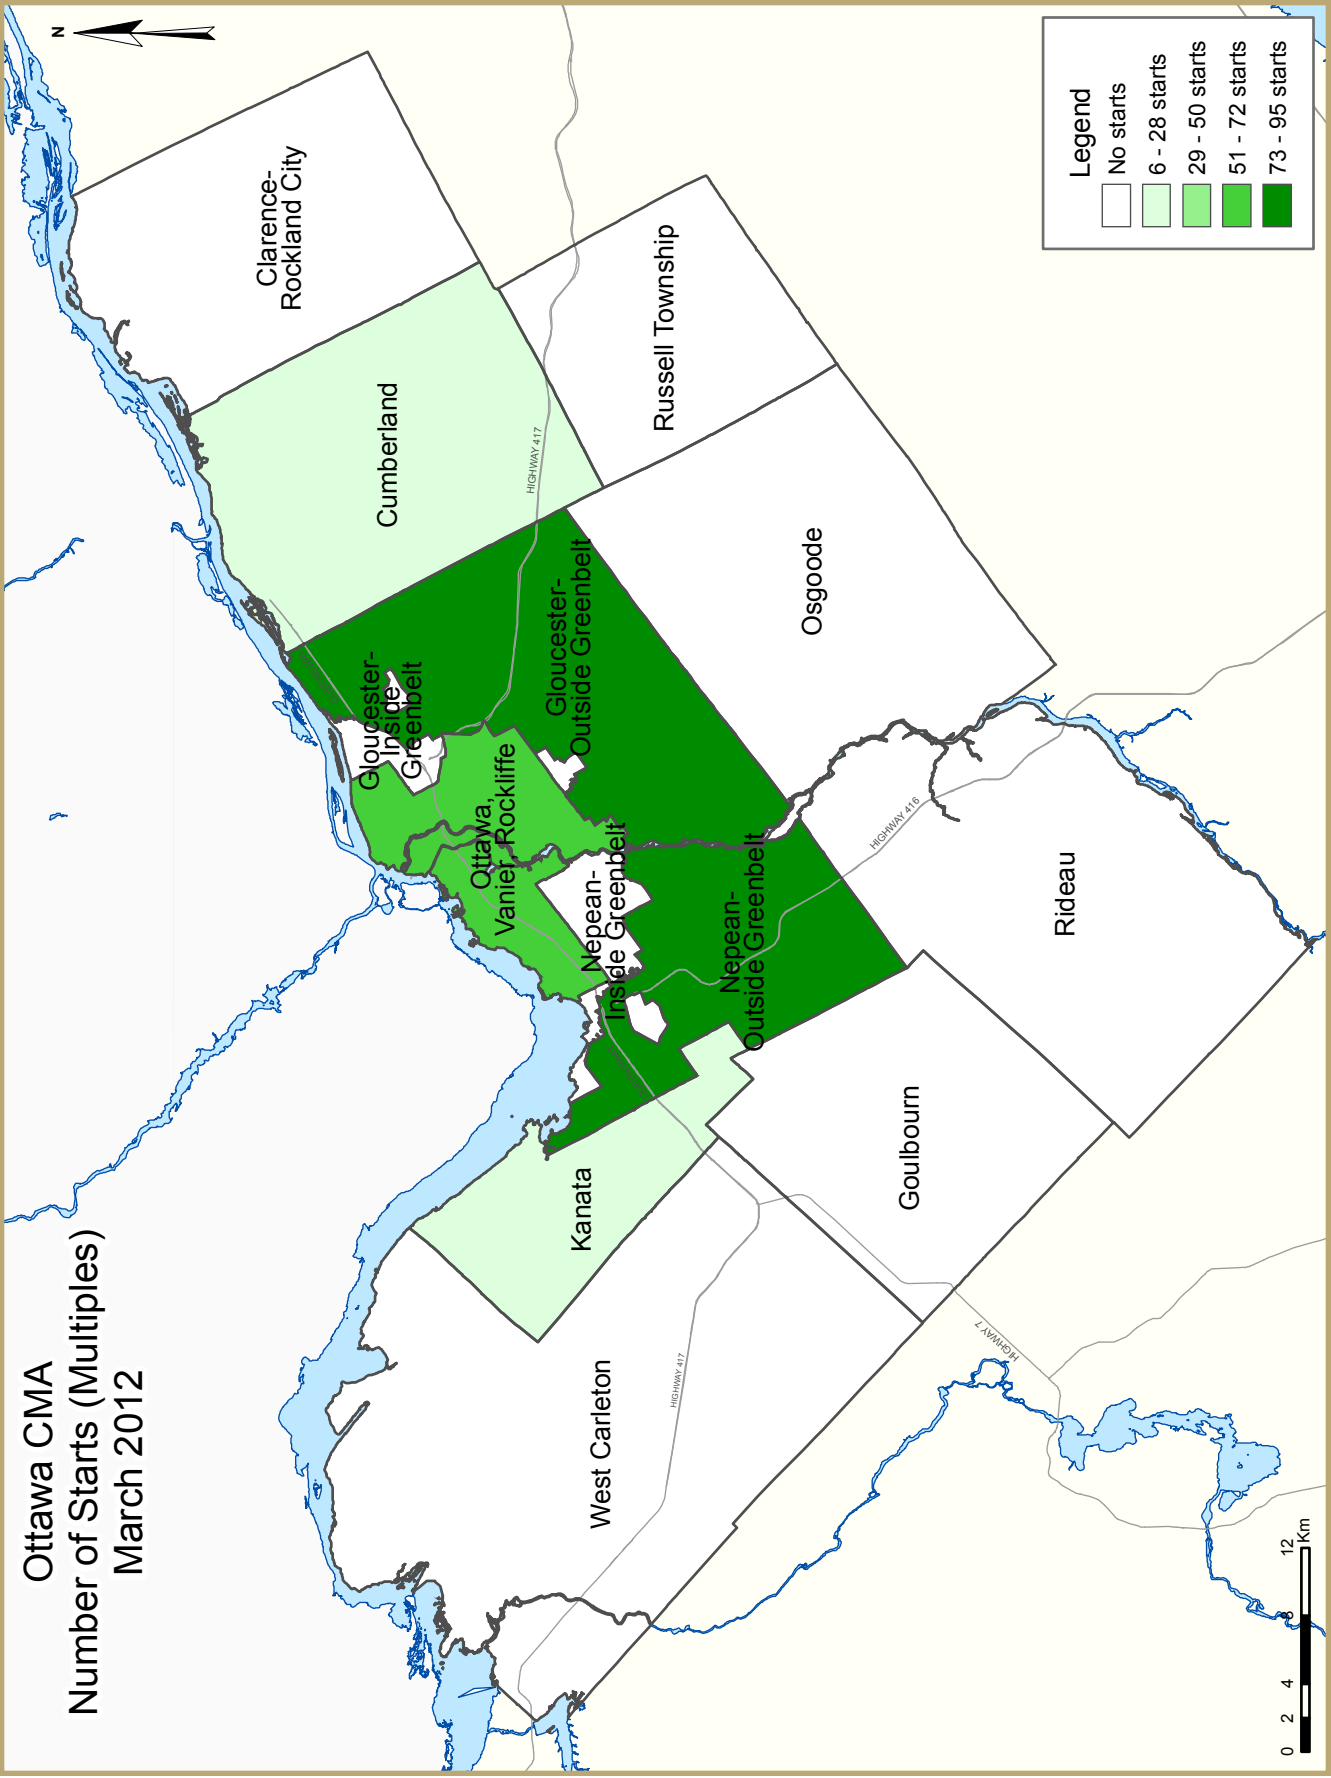 Ottawa CMA
Number of Starts (Multiples)
March 2012
N
Clarence-
Rockland City
Cumberland
HIGHWAY 417
Russell Township
Gloucester-
Inside
Greenbelt
Gloucester-
Outside Greenbelt
Osgoode
Ottawa,
Vanier, Rockliffe
Nepean-
Inside Greenbelt
Nepean-
Outside Greenbelt
HIGHWAY 416
Rideau
Kanata
Goulbourn
West Carleton
HIGHWAY 417
HIGHWAY 7
0 2 4 8 12
Km
Legend
No starts
6 - 28 starts
29 - 50 starts
51 - 72 starts
73 - 95 starts